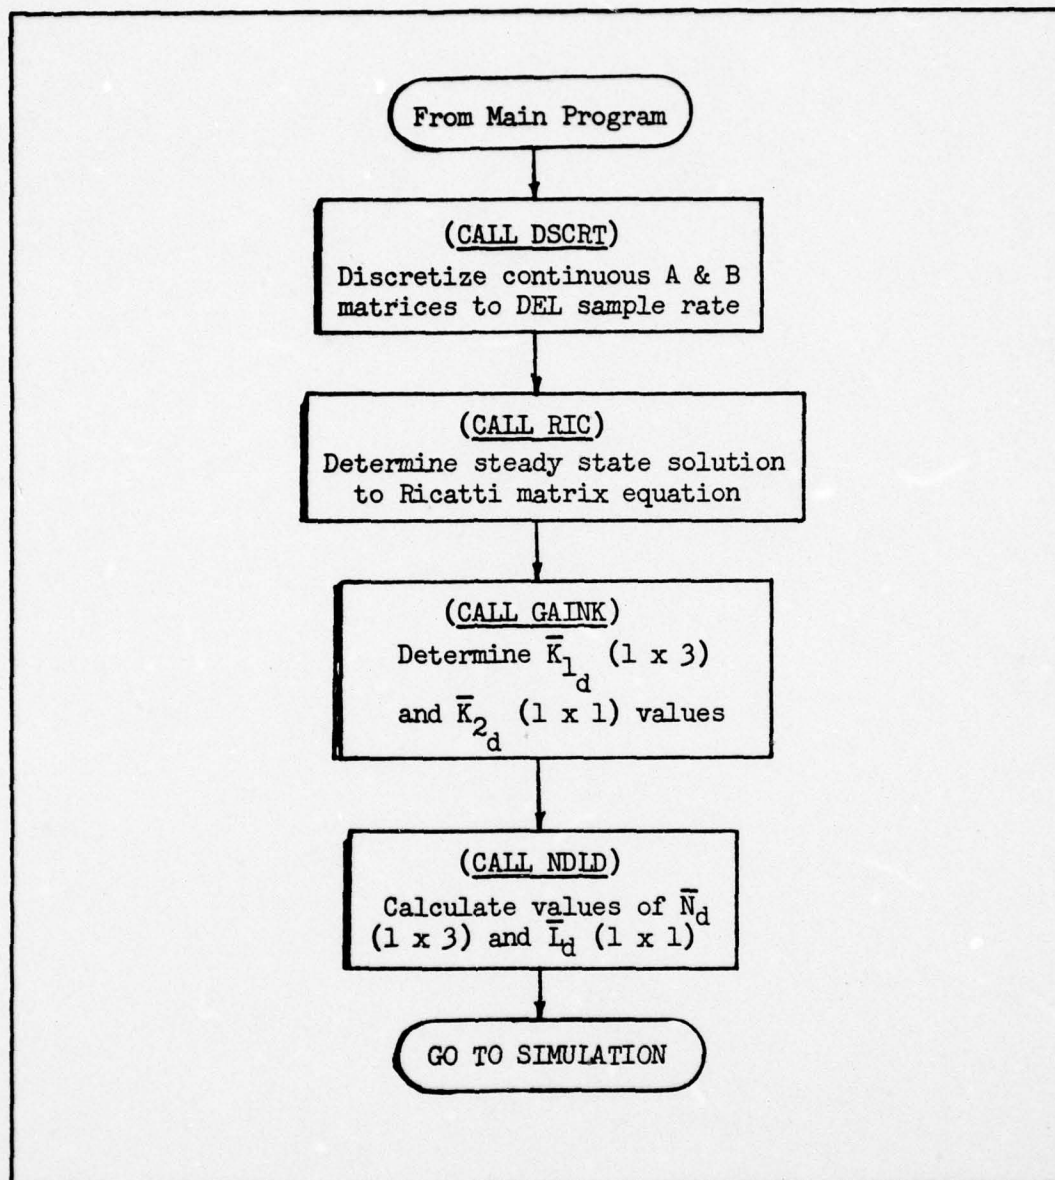 From Main Program
(CALL DSCRT)
Discretize continuous A & B
matrices to DEL sample rate
(CALL RIC)
Determine steady state solution
to Ricatti matrix equation
(CALL GAINK)
Determine K̅₁d (1 x 3)
and K̅₂d (1 x 1) values
(CALL NDLD)
Calculate values of N̅d
(1 x 3) and L̅d (1 x 1)
GO TO SIMULATION